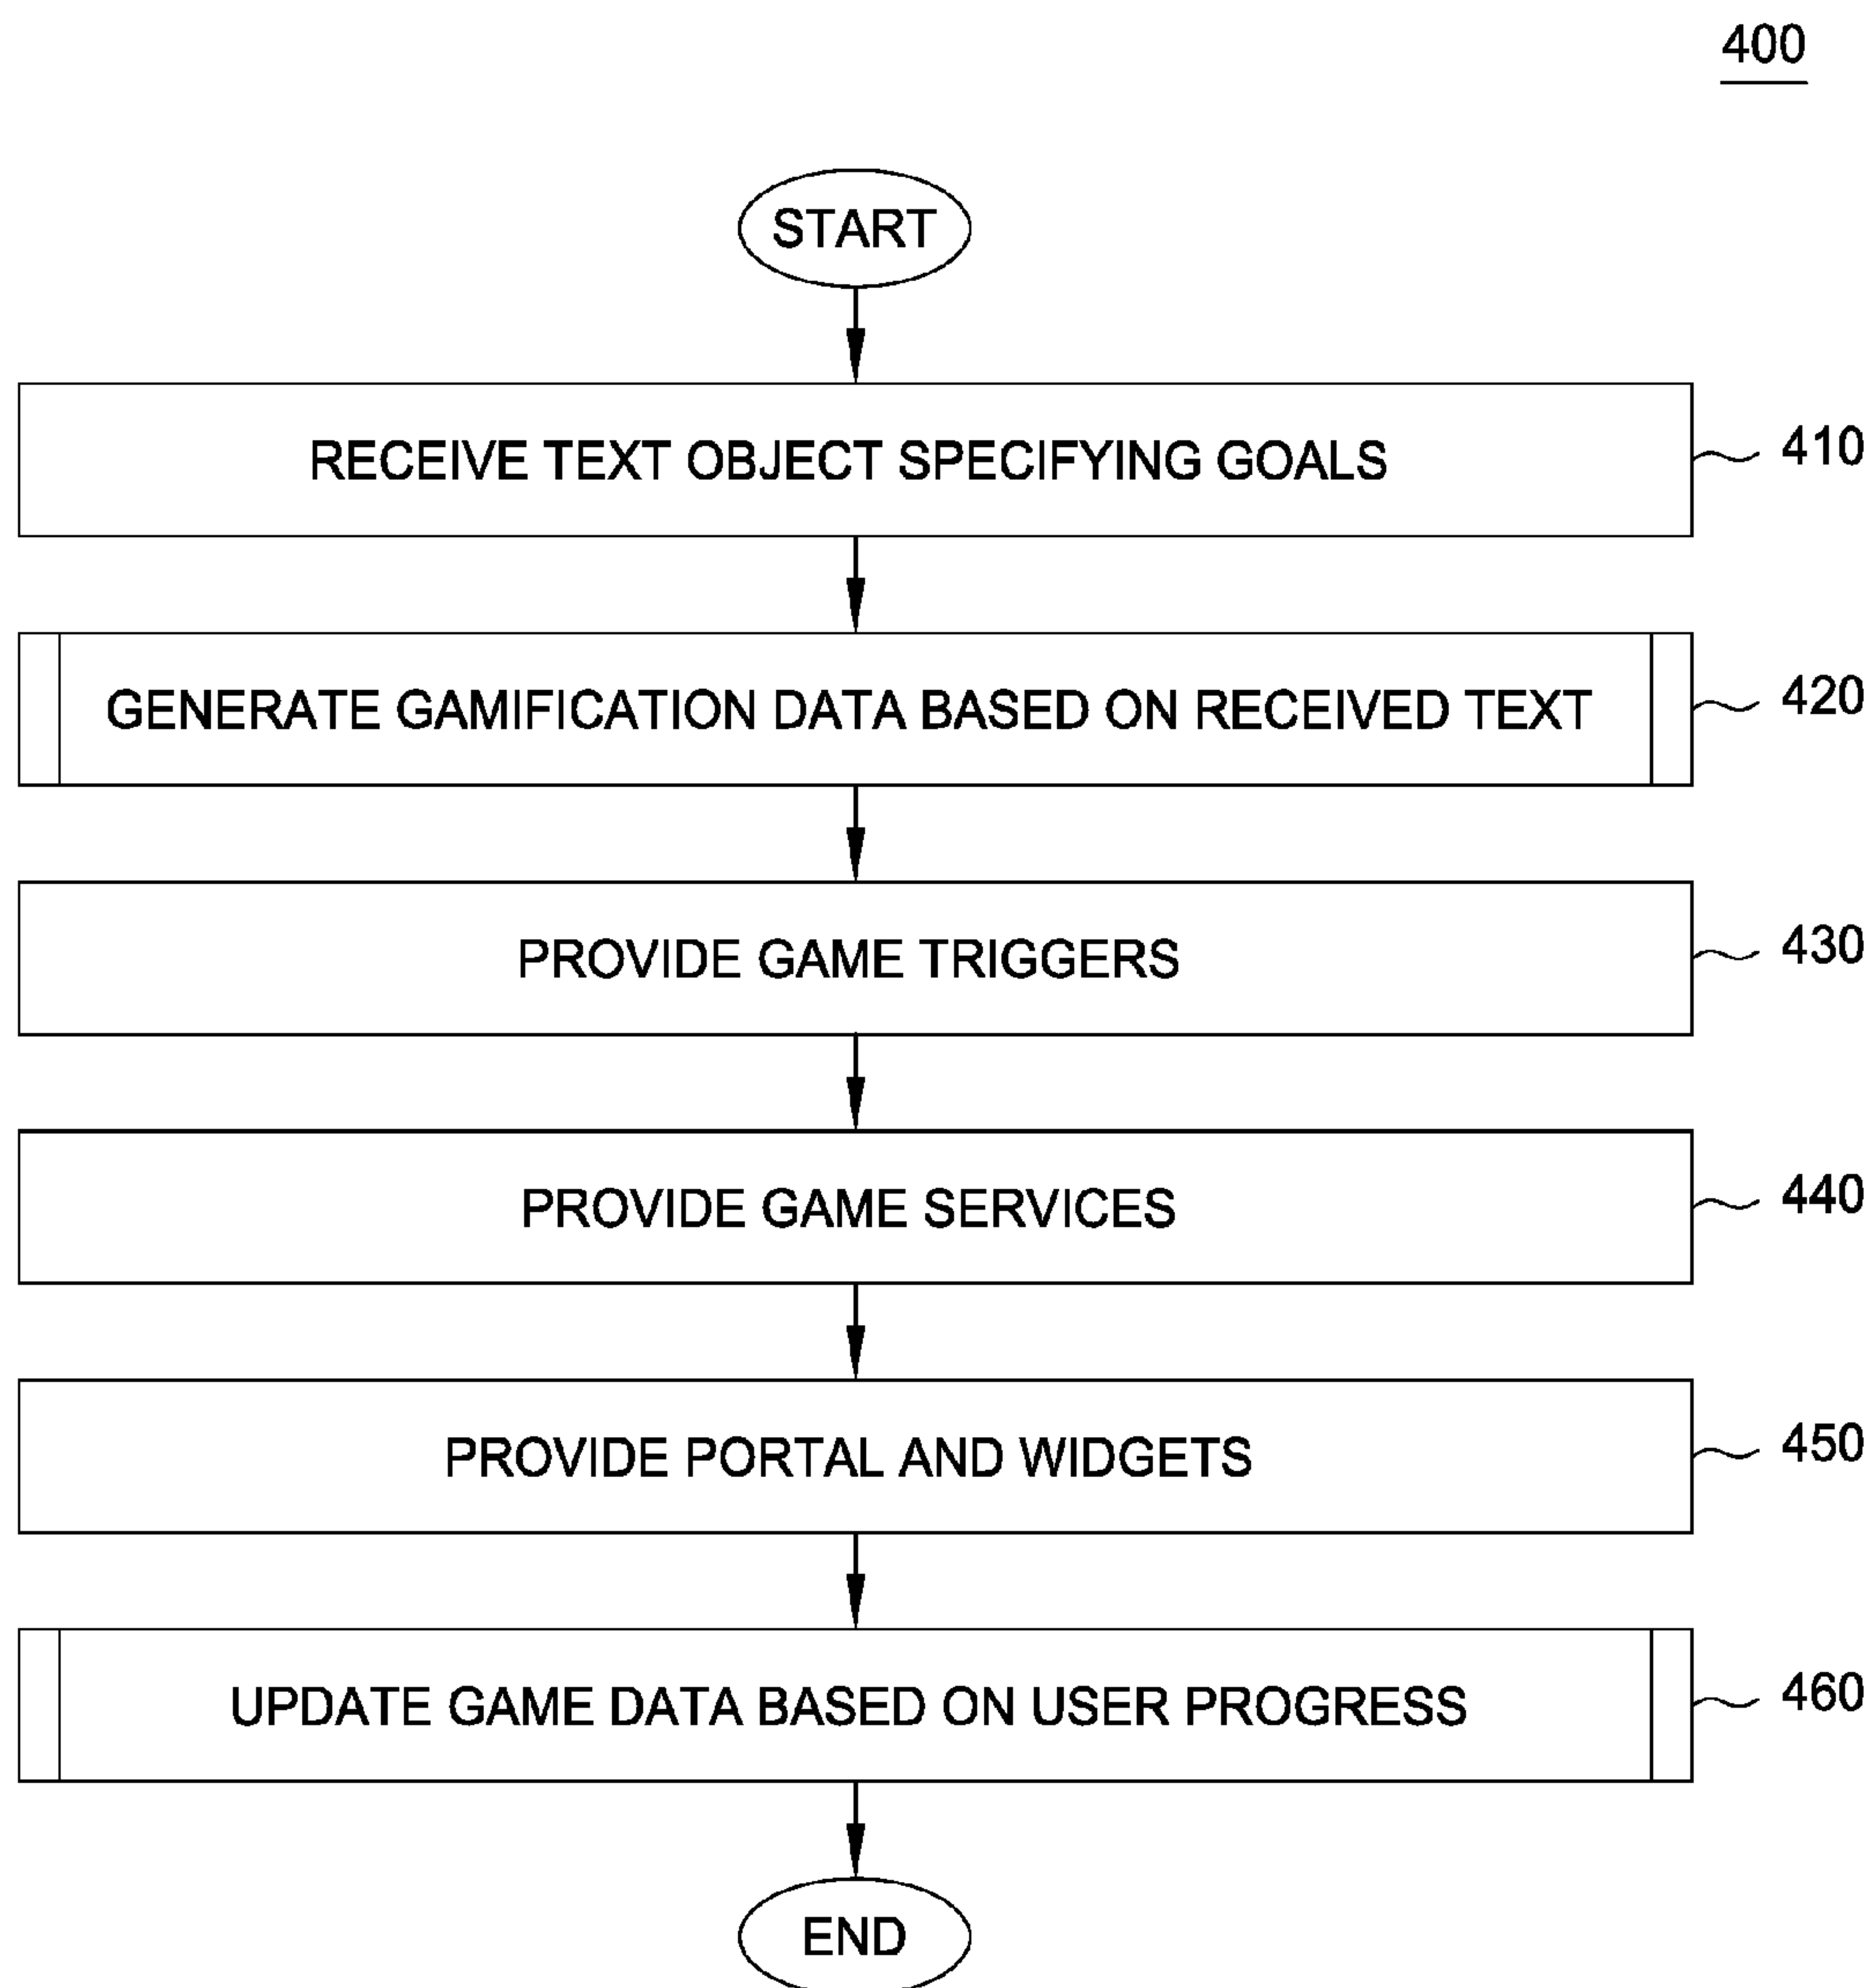 400
START
RECEIVE TEXT OBJECT SPECIFYING GOALS
410
GENERATE GAMIFICATION DATA BASED ON RECEIVED TEXT
420
PROVIDE GAME TRIGGERS
430
PROVIDE GAME SERVICES
440
PROVIDE PORTAL AND WIDGETS
450
UPDATE GAME DATA BASED ON USER PROGRESS
460
END